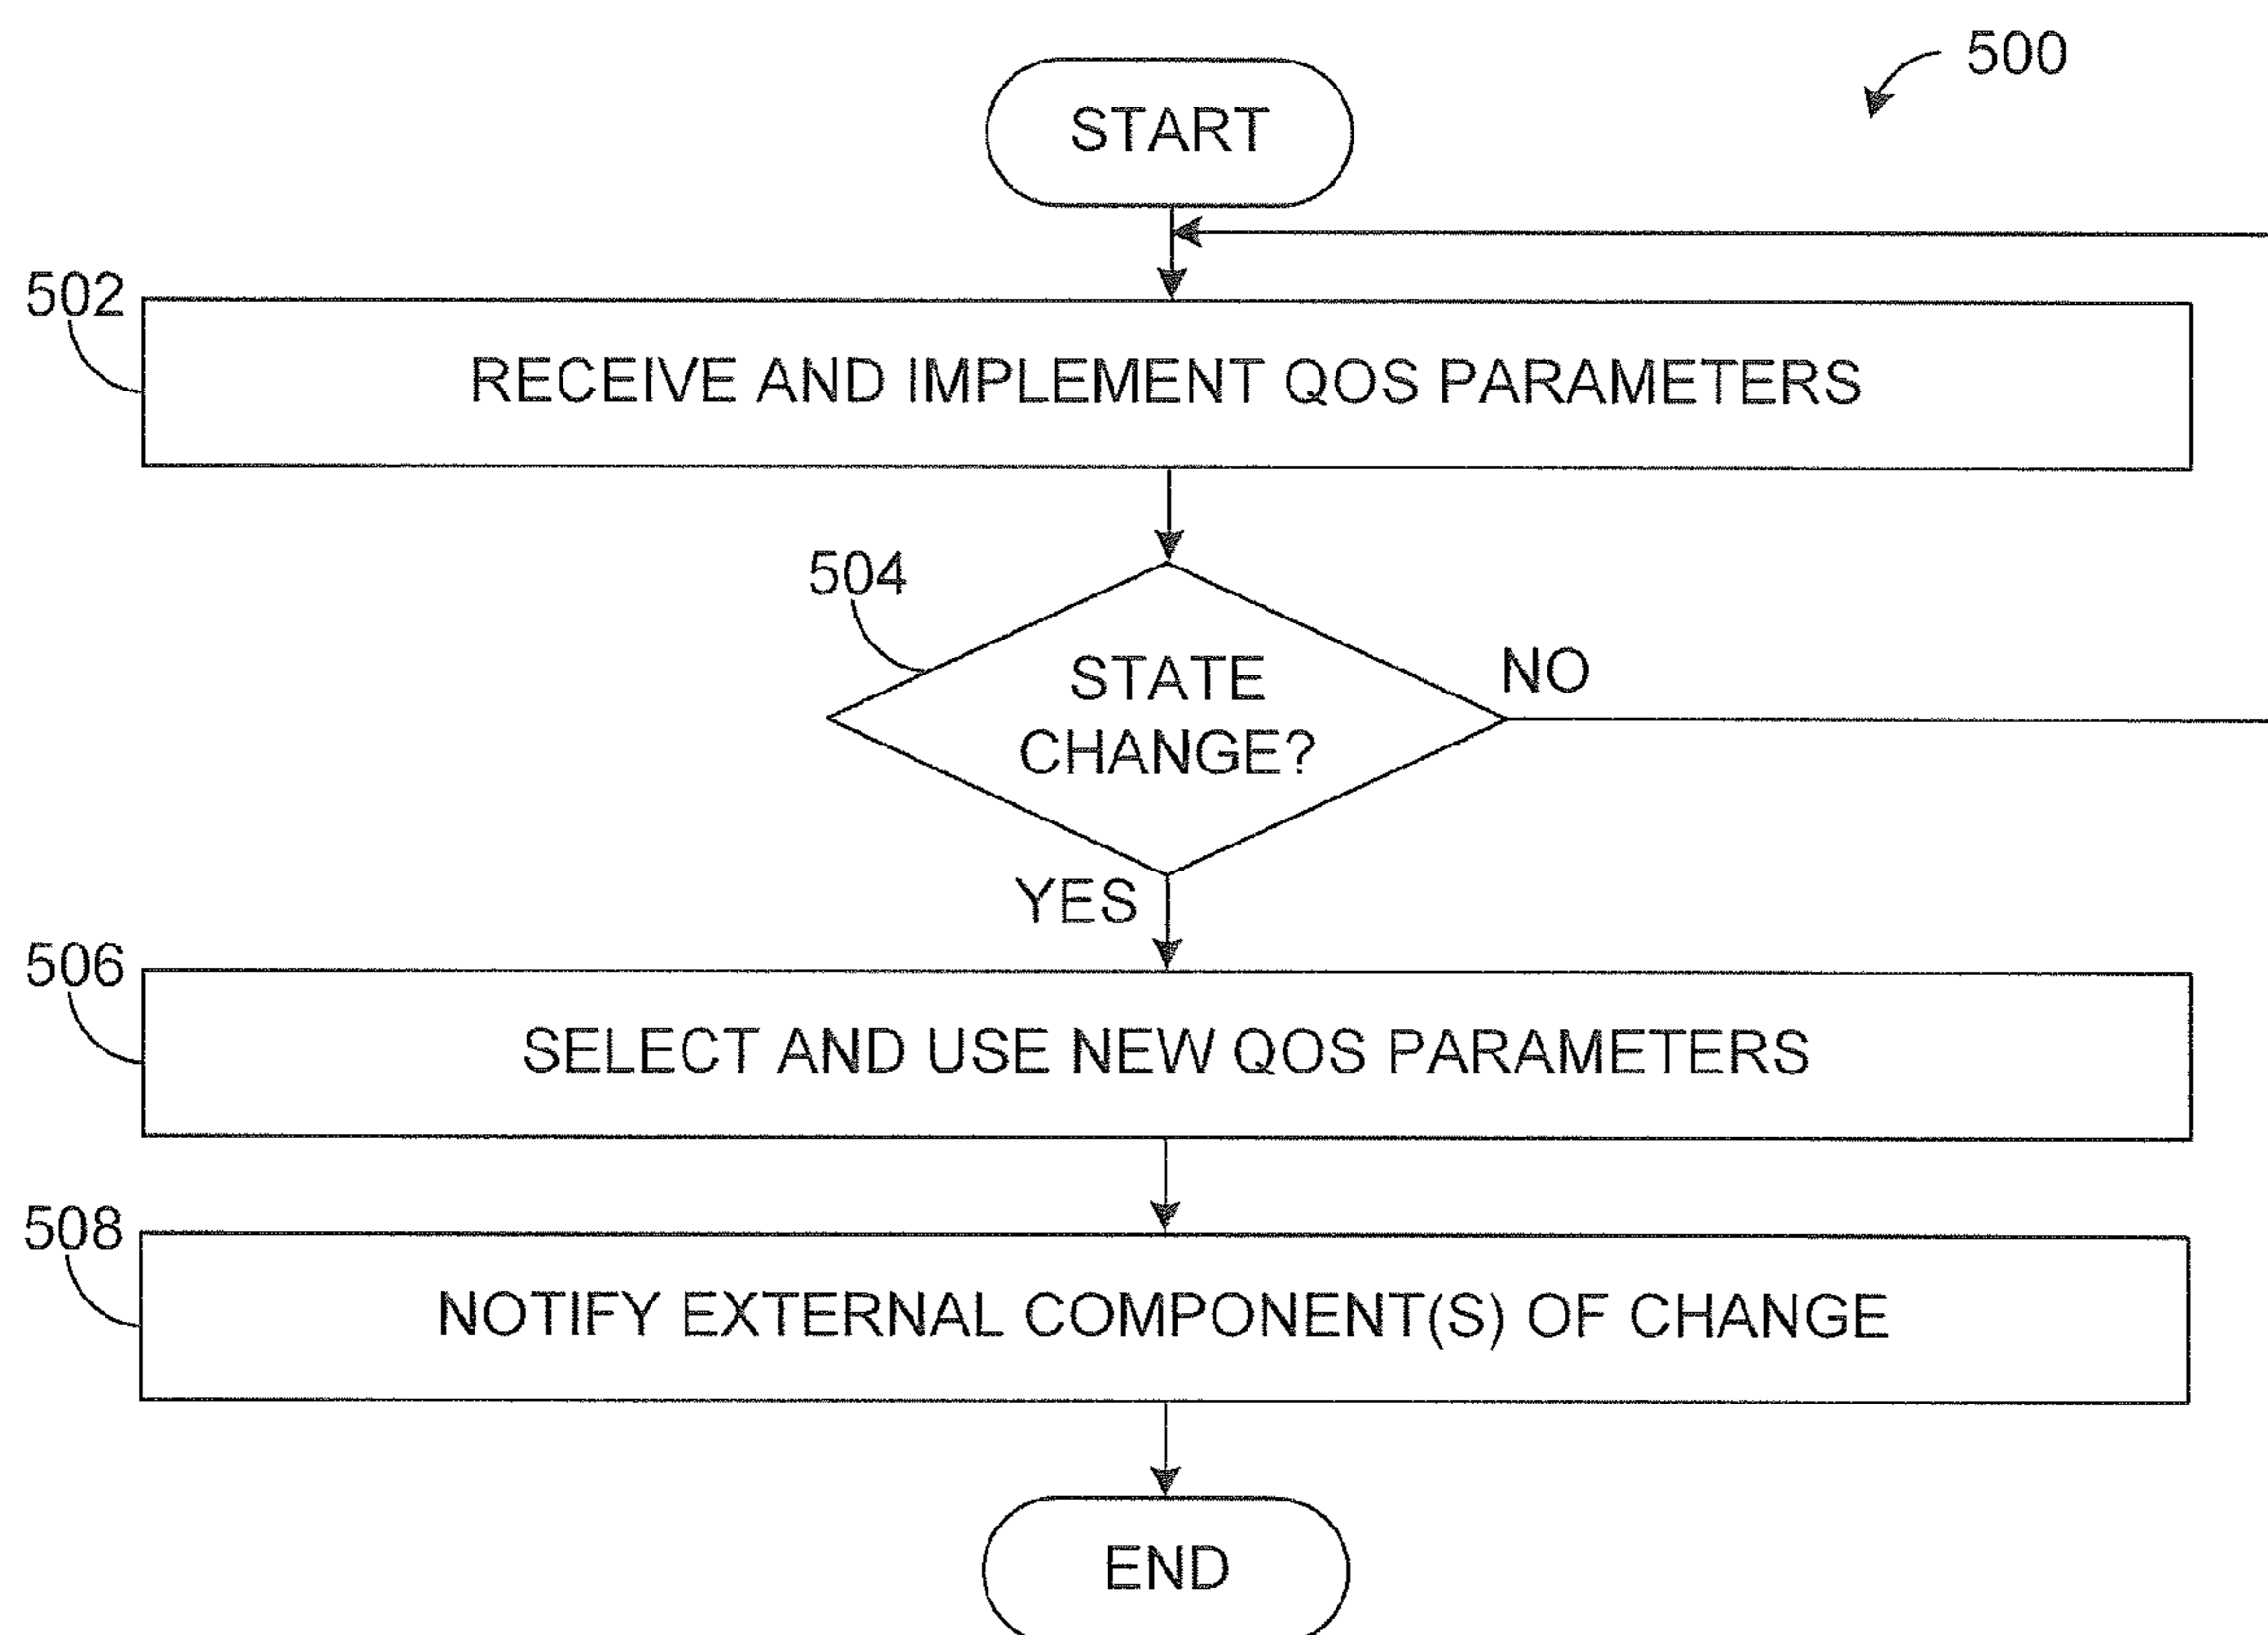 500
START
502
RECEIVE AND IMPLEMENT QOS PARAMETERS
504
STATE
CHANGE?
NO
YES
506
SELECT AND USE NEW QOS PARAMETERS
508
NOTIFY EXTERNAL COMPONENT(S) OF CHANGE
END